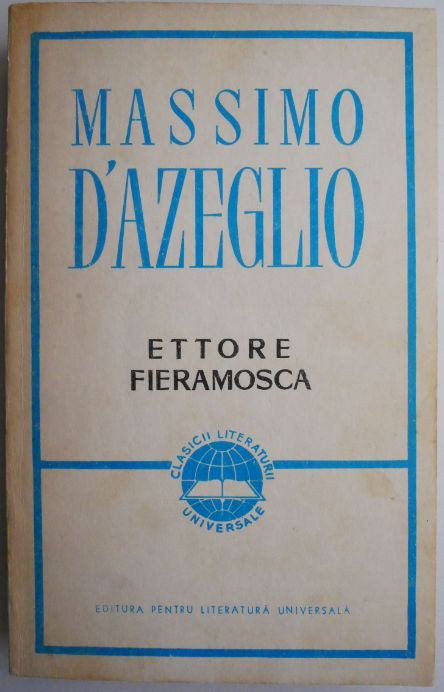 MASSIMO
D'AZEGLIO
ETTORE
FIERAMOSCA
CLASICII LITERATURII
UNIVERSALE
EDITURA PENTRU LITERATURĂ UNIVERSALĂ